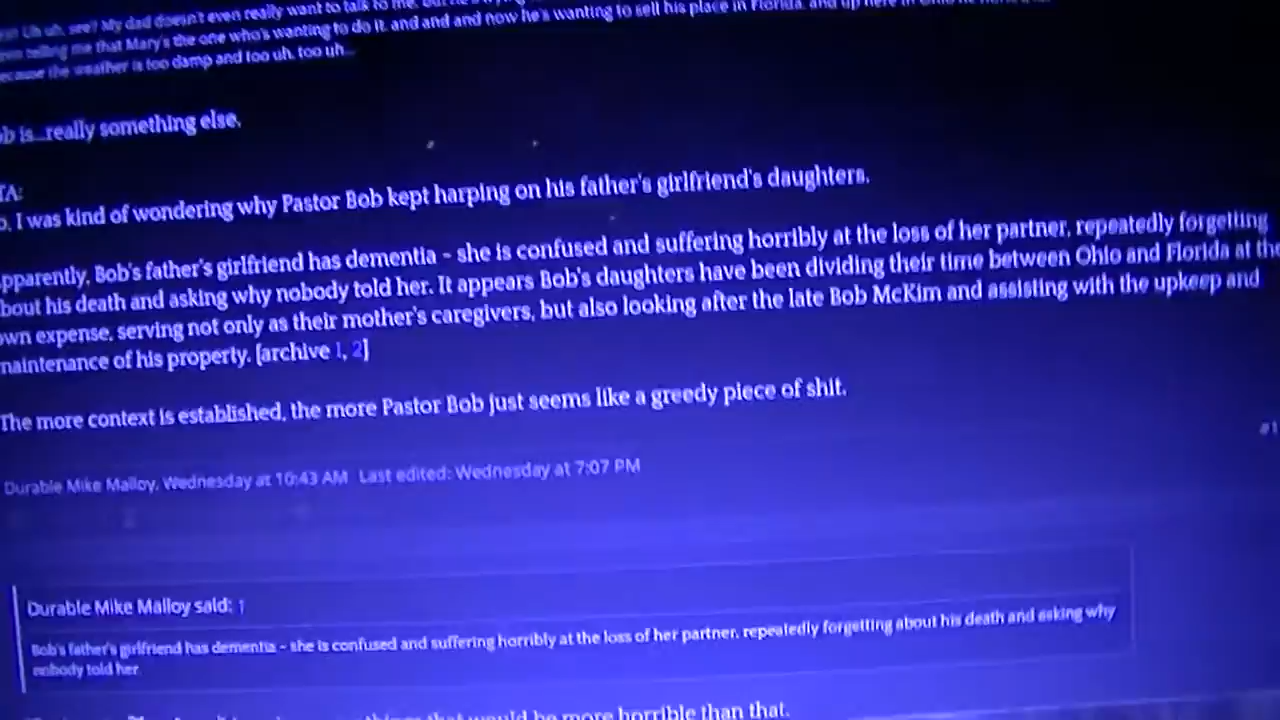 Uh uh, see? My dad doesn't even really want to talk to me.
telling me that Mary's the one who's wanting to do it. and and and now he's wanting to sell his place in Florida. and up here in Ohio
because the weather is too damp and too uh. too uh...
is...really something else.
I was kind of wondering why Pastor Bob kept harping on his father's girlfriend's daughters.
pparently, Bob's father's girlfriend has dementia - she is confused and suffering horribly at the loss of her partner, repeatedly forgetting
bout his death and asking why nobody told her. It appears Bob's daughters have been dividing their time between Ohio and Florida at the
own expense, serving not only as their mother's caregivers, but also looking after the late Bob McKim and assisting with the upkeep and
naintenance of his property. [archive 1, 2]
The more context is established, the more Pastor Bob just seems like a greedy piece of shit.
#1
Durable Mike Malloy, Wednesday at 10:43 AM Last edited: Wednesday at 7:07 PM
Durable Mike Malloy said: ↑
Bob's father's girlfriend has dementia - she is confused and suffering horribly at the loss of her partner, repeatedly forgetting about his death and asking why
nobody told her
things that would be more horrible than that.